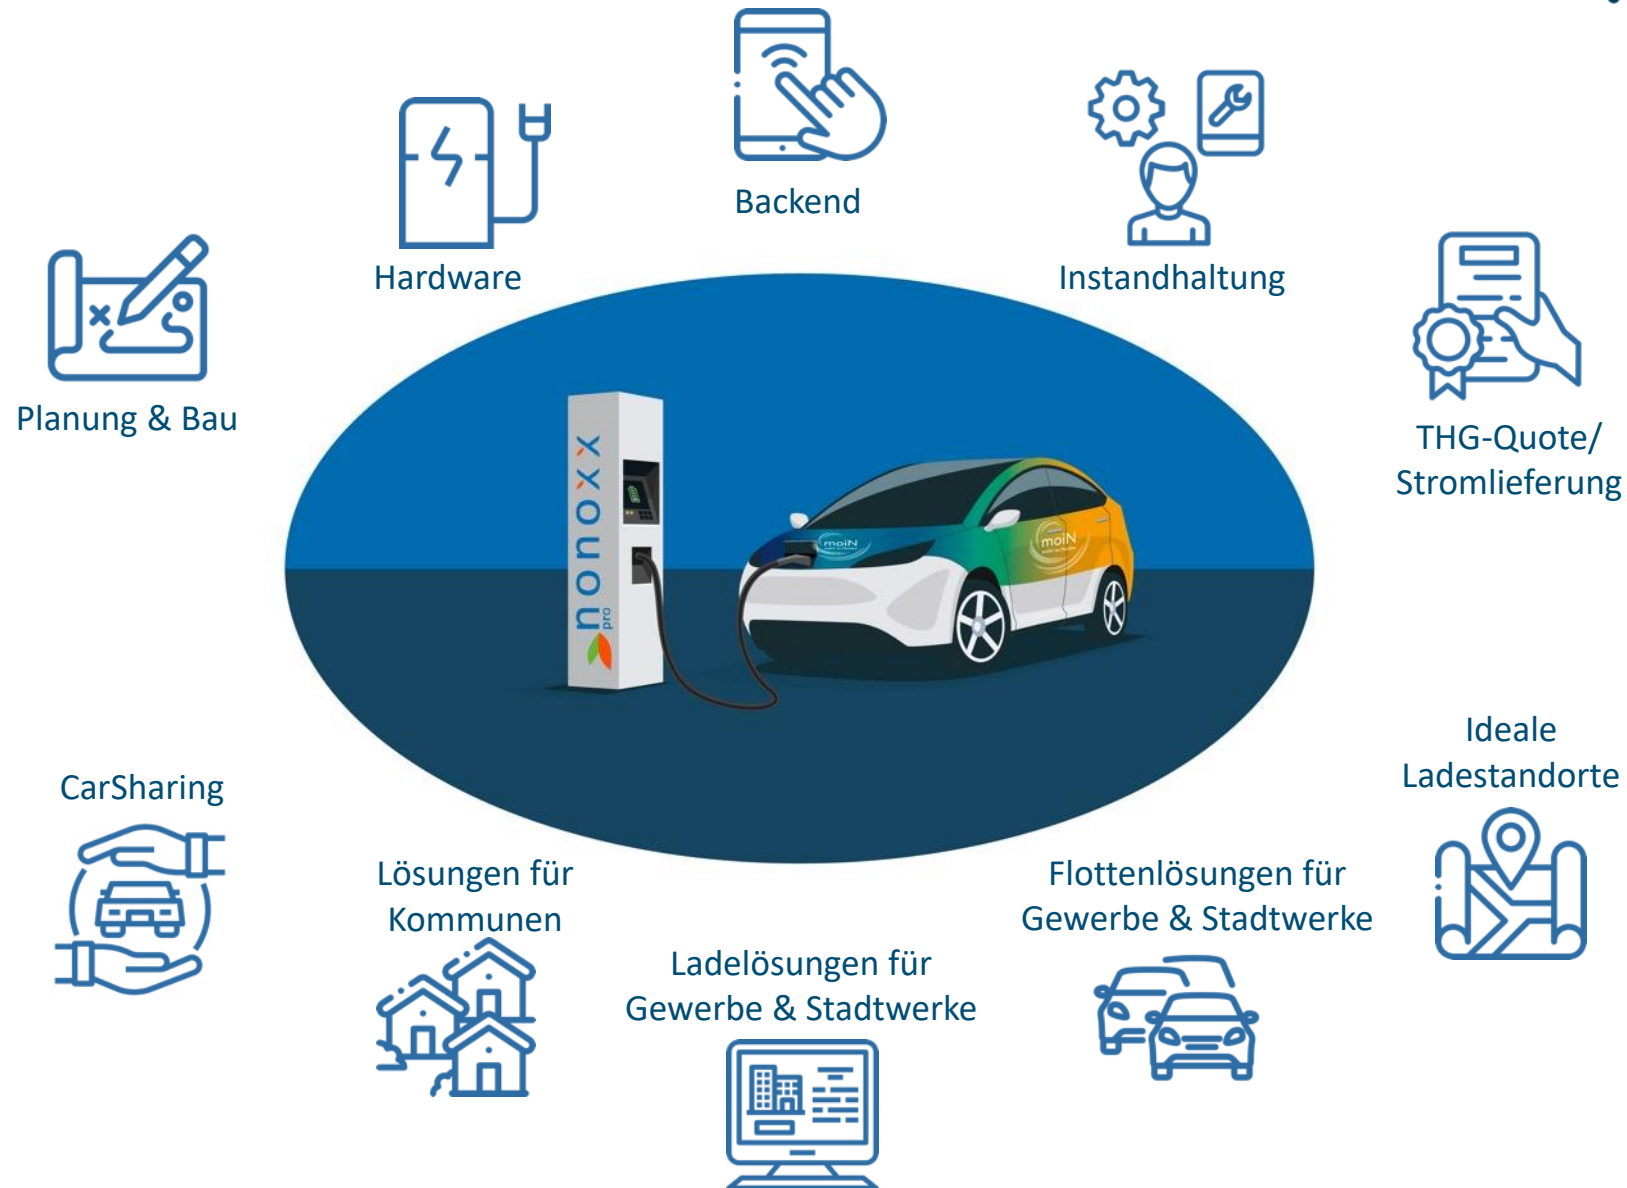 Backend
Hardware
Instandhaltung
Planung & Bau
THG-Quote/
Stromlieferung
nonoxx
pro
moiN
moiN
Ideale
Ladestandorte
CarSharing
Lösungen für
Kommunen
Flottenlösungen für
Gewerbe & Stadtwerke
Ladelösungen für
Gewerbe & Stadtwerke